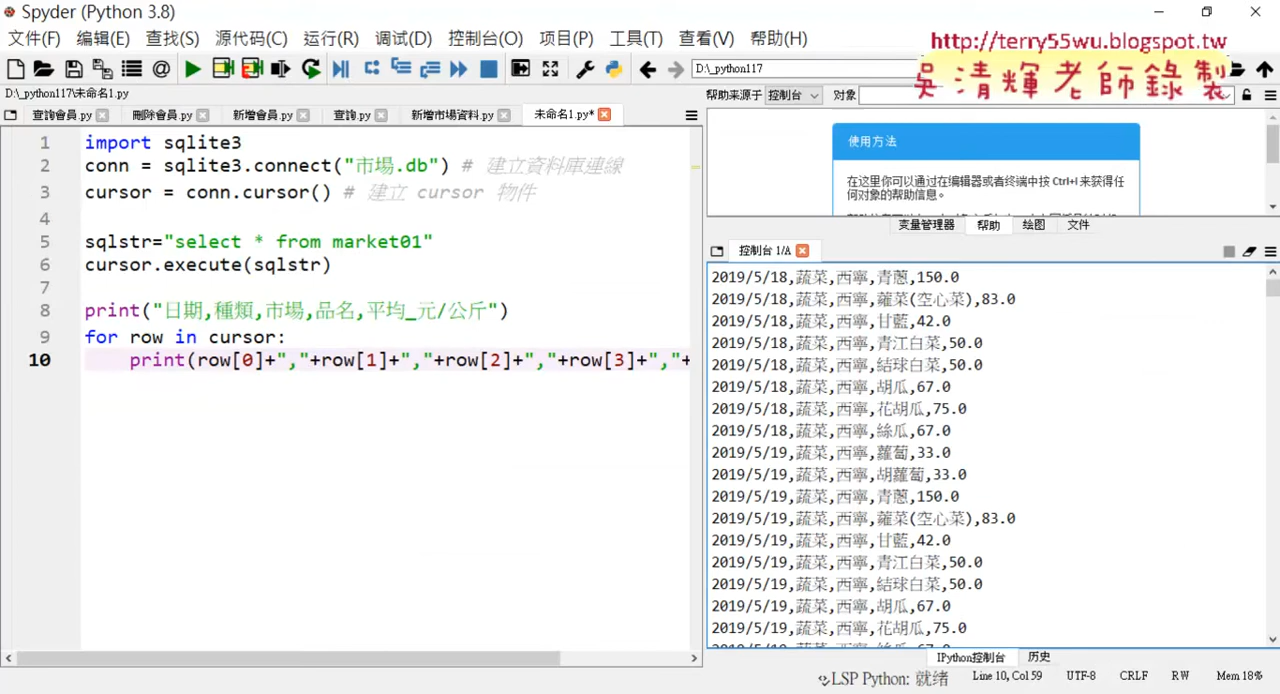 Spyder (Python 3.8)
文件(F) 编辑(E) 查找(S) 源代码(C) 运行(R) 调试(D) 控制台(O) 项目(P) 工具(T) 查看(V) 帮助(H)
http://terry55wu.blogspot.tw
吳清輝老師錄製
D:\_python117
D:\_python117\未命名1.py
帮助来源于 控制台 对象
查詢會員.py 刪除會員.py 新增會員.py 查詢.py 新增市場資料.py 未命名1.py*
1 import sqlite3
2 conn = sqlite3.connect("市場.db") # 建立資料庫連線
3 cursor = conn.cursor() # 建立 cursor 物件
4
5 sqlstr="select * from market01"
6 cursor.execute(sqlstr)
7
8 print("日期,種類,市場,品名,平均_元/公斤")
9 for row in cursor:
10 print(row[0]+","+row[1]+","+row[2]+","+row[3]+","+
使用方法
在这里你可以通过在编辑器或者终端中按 Ctrl+I 来获得任
何对象的帮助信息。
变量管理器 帮助 绘图 文件
控制台 1/A
2019/5/18,蔬菜,西寧,青蔥,150.0
2019/5/18,蔬菜,西寧,蕹菜(空心菜),83.0
2019/5/18,蔬菜,西寧,甘藍,42.0
2019/5/18,蔬菜,西寧,青江白菜,50.0
2019/5/18,蔬菜,西寧,結球白菜,50.0
2019/5/18,蔬菜,西寧,胡瓜,67.0
2019/5/18,蔬菜,西寧,花胡瓜,75.0
2019/5/18,蔬菜,西寧,絲瓜,67.0
2019/5/19,蔬菜,西寧,蘿蔔,33.0
2019/5/19,蔬菜,西寧,胡蘿蔔,33.0
2019/5/19,蔬菜,西寧,青蔥,150.0
2019/5/19,蔬菜,西寧,蕹菜(空心菜),83.0
2019/5/19,蔬菜,西寧,甘藍,42.0
2019/5/19,蔬菜,西寧,青江白菜,50.0
2019/5/19,蔬菜,西寧,結球白菜,50.0
2019/5/19,蔬菜,西寧,胡瓜,67.0
2019/5/19,蔬菜,西寧,花胡瓜,75.0
IPython控制台 历史
LSP Python: 就绪 Line 10, Col 59 UTF-8 CRLF RW Mem 18%